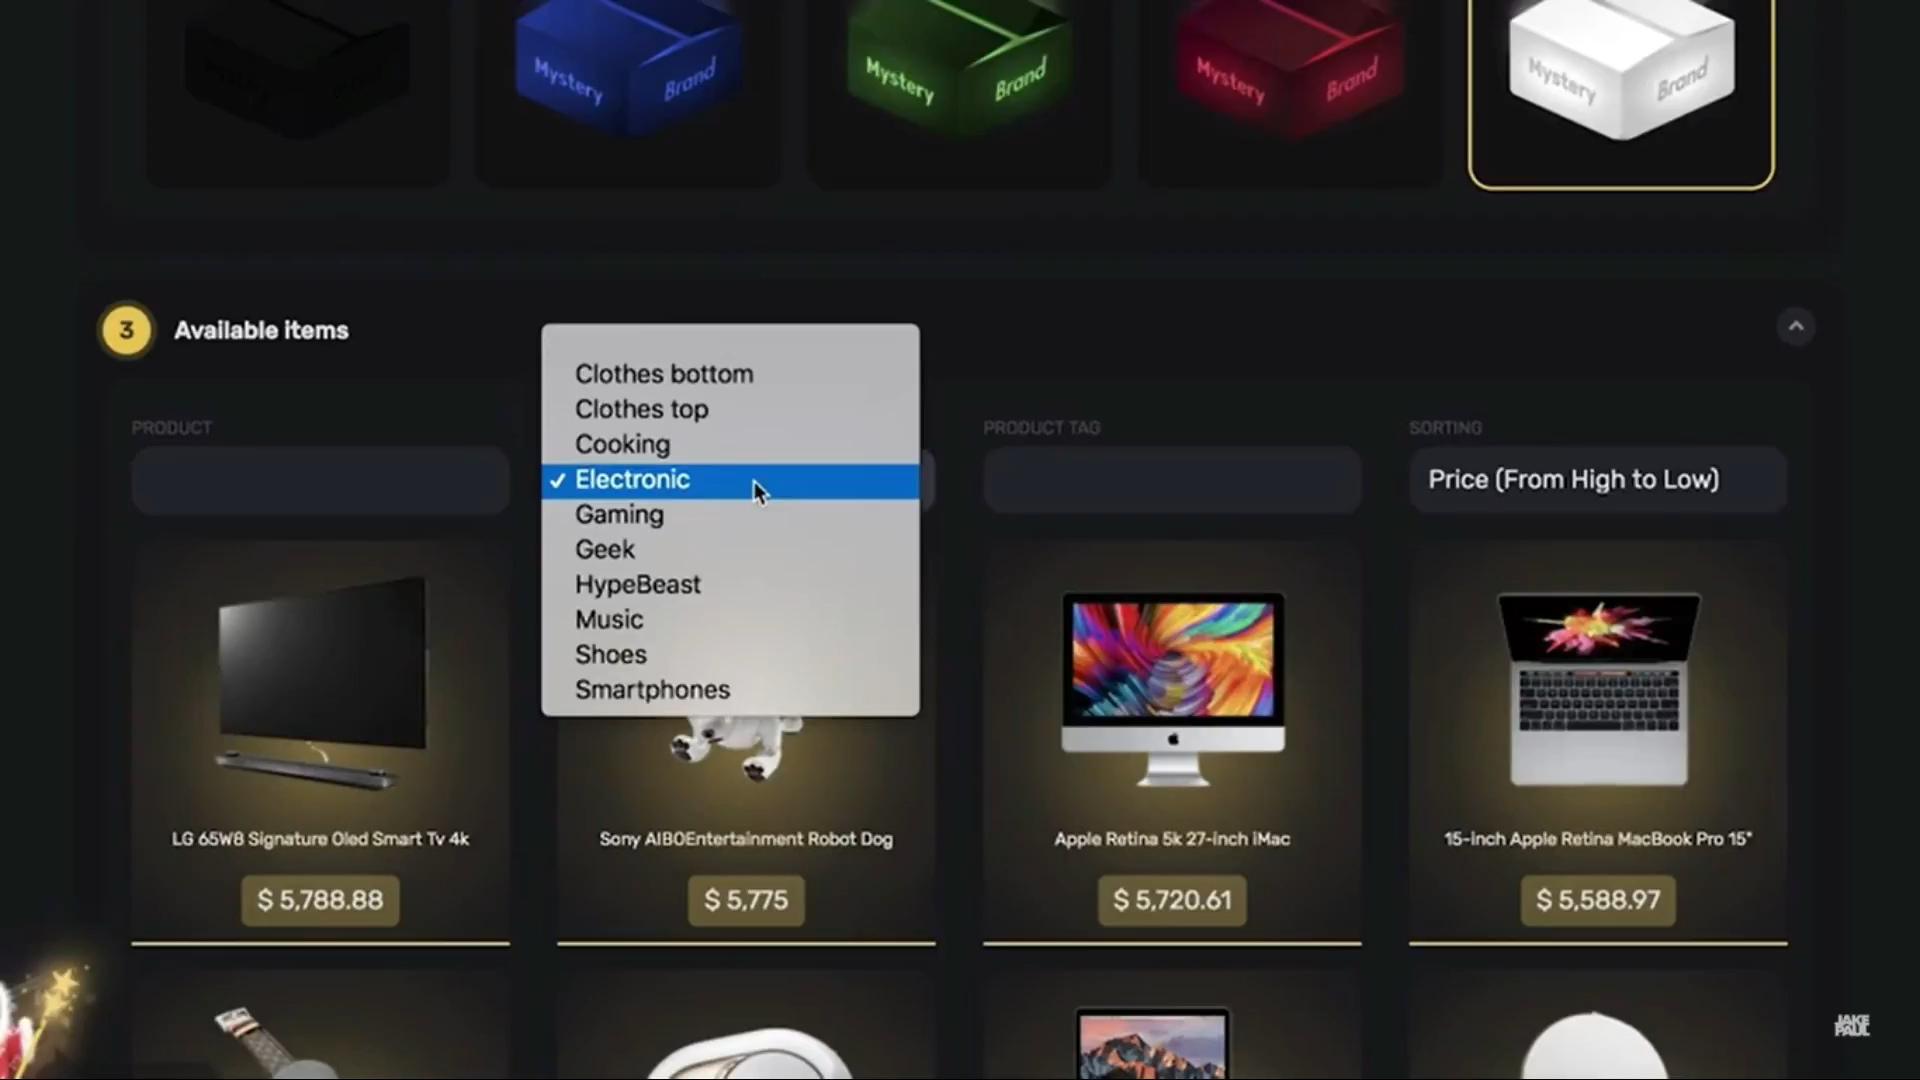 Mystery Brand
Mystery Brand
Mystery Brand
Mystery Brand
3 Available items
PRODUCT
PRODUCT TAG
SORTING
Price (From High to Low)
Clothes bottom
Clothes top
Cooking
✓ Electronic
Gaming
Geek
HypeBeast
Music
Shoes
Smartphones
LG 65W8 Signature Oled Smart Tv 4k
$ 5,788.88
Sony AIBOEntertainment Robot Dog
$ 5,775
Apple Retina 5k 27-inch iMac
$ 5,720.61
15-inch Apple Retina MacBook Pro 15"
$ 5,588.97
JAKE
PAUL